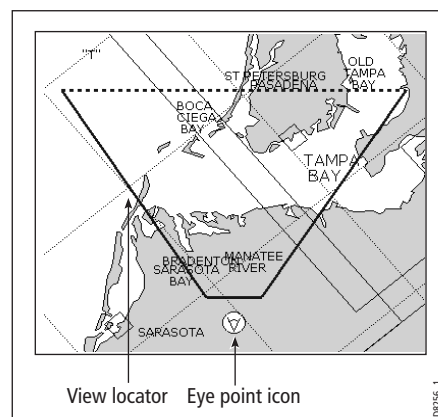 "T"
OLD
TAMPA
BAY
ST PETERSBURG
PASADENA
BOCA
CIEGA
BAY
TAMPA
BAY
BRADENTON
MANATEE
RIVER
SARASOTA
BAY
SARASOTA
View locator
Eye point icon
D8256_1